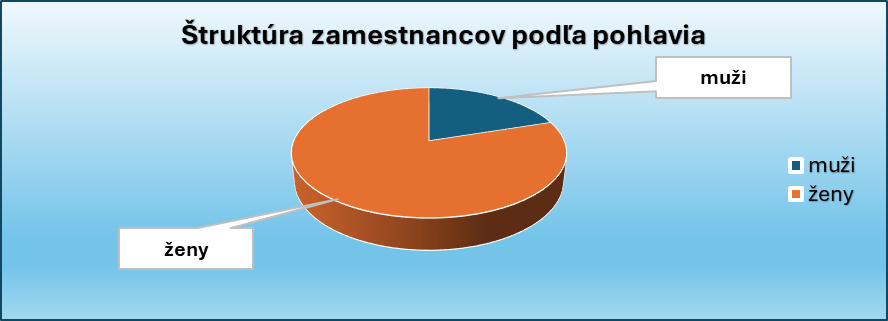 Štruktúra zamestnancov podľa pohlavia
muži
muži
ženy
ženy